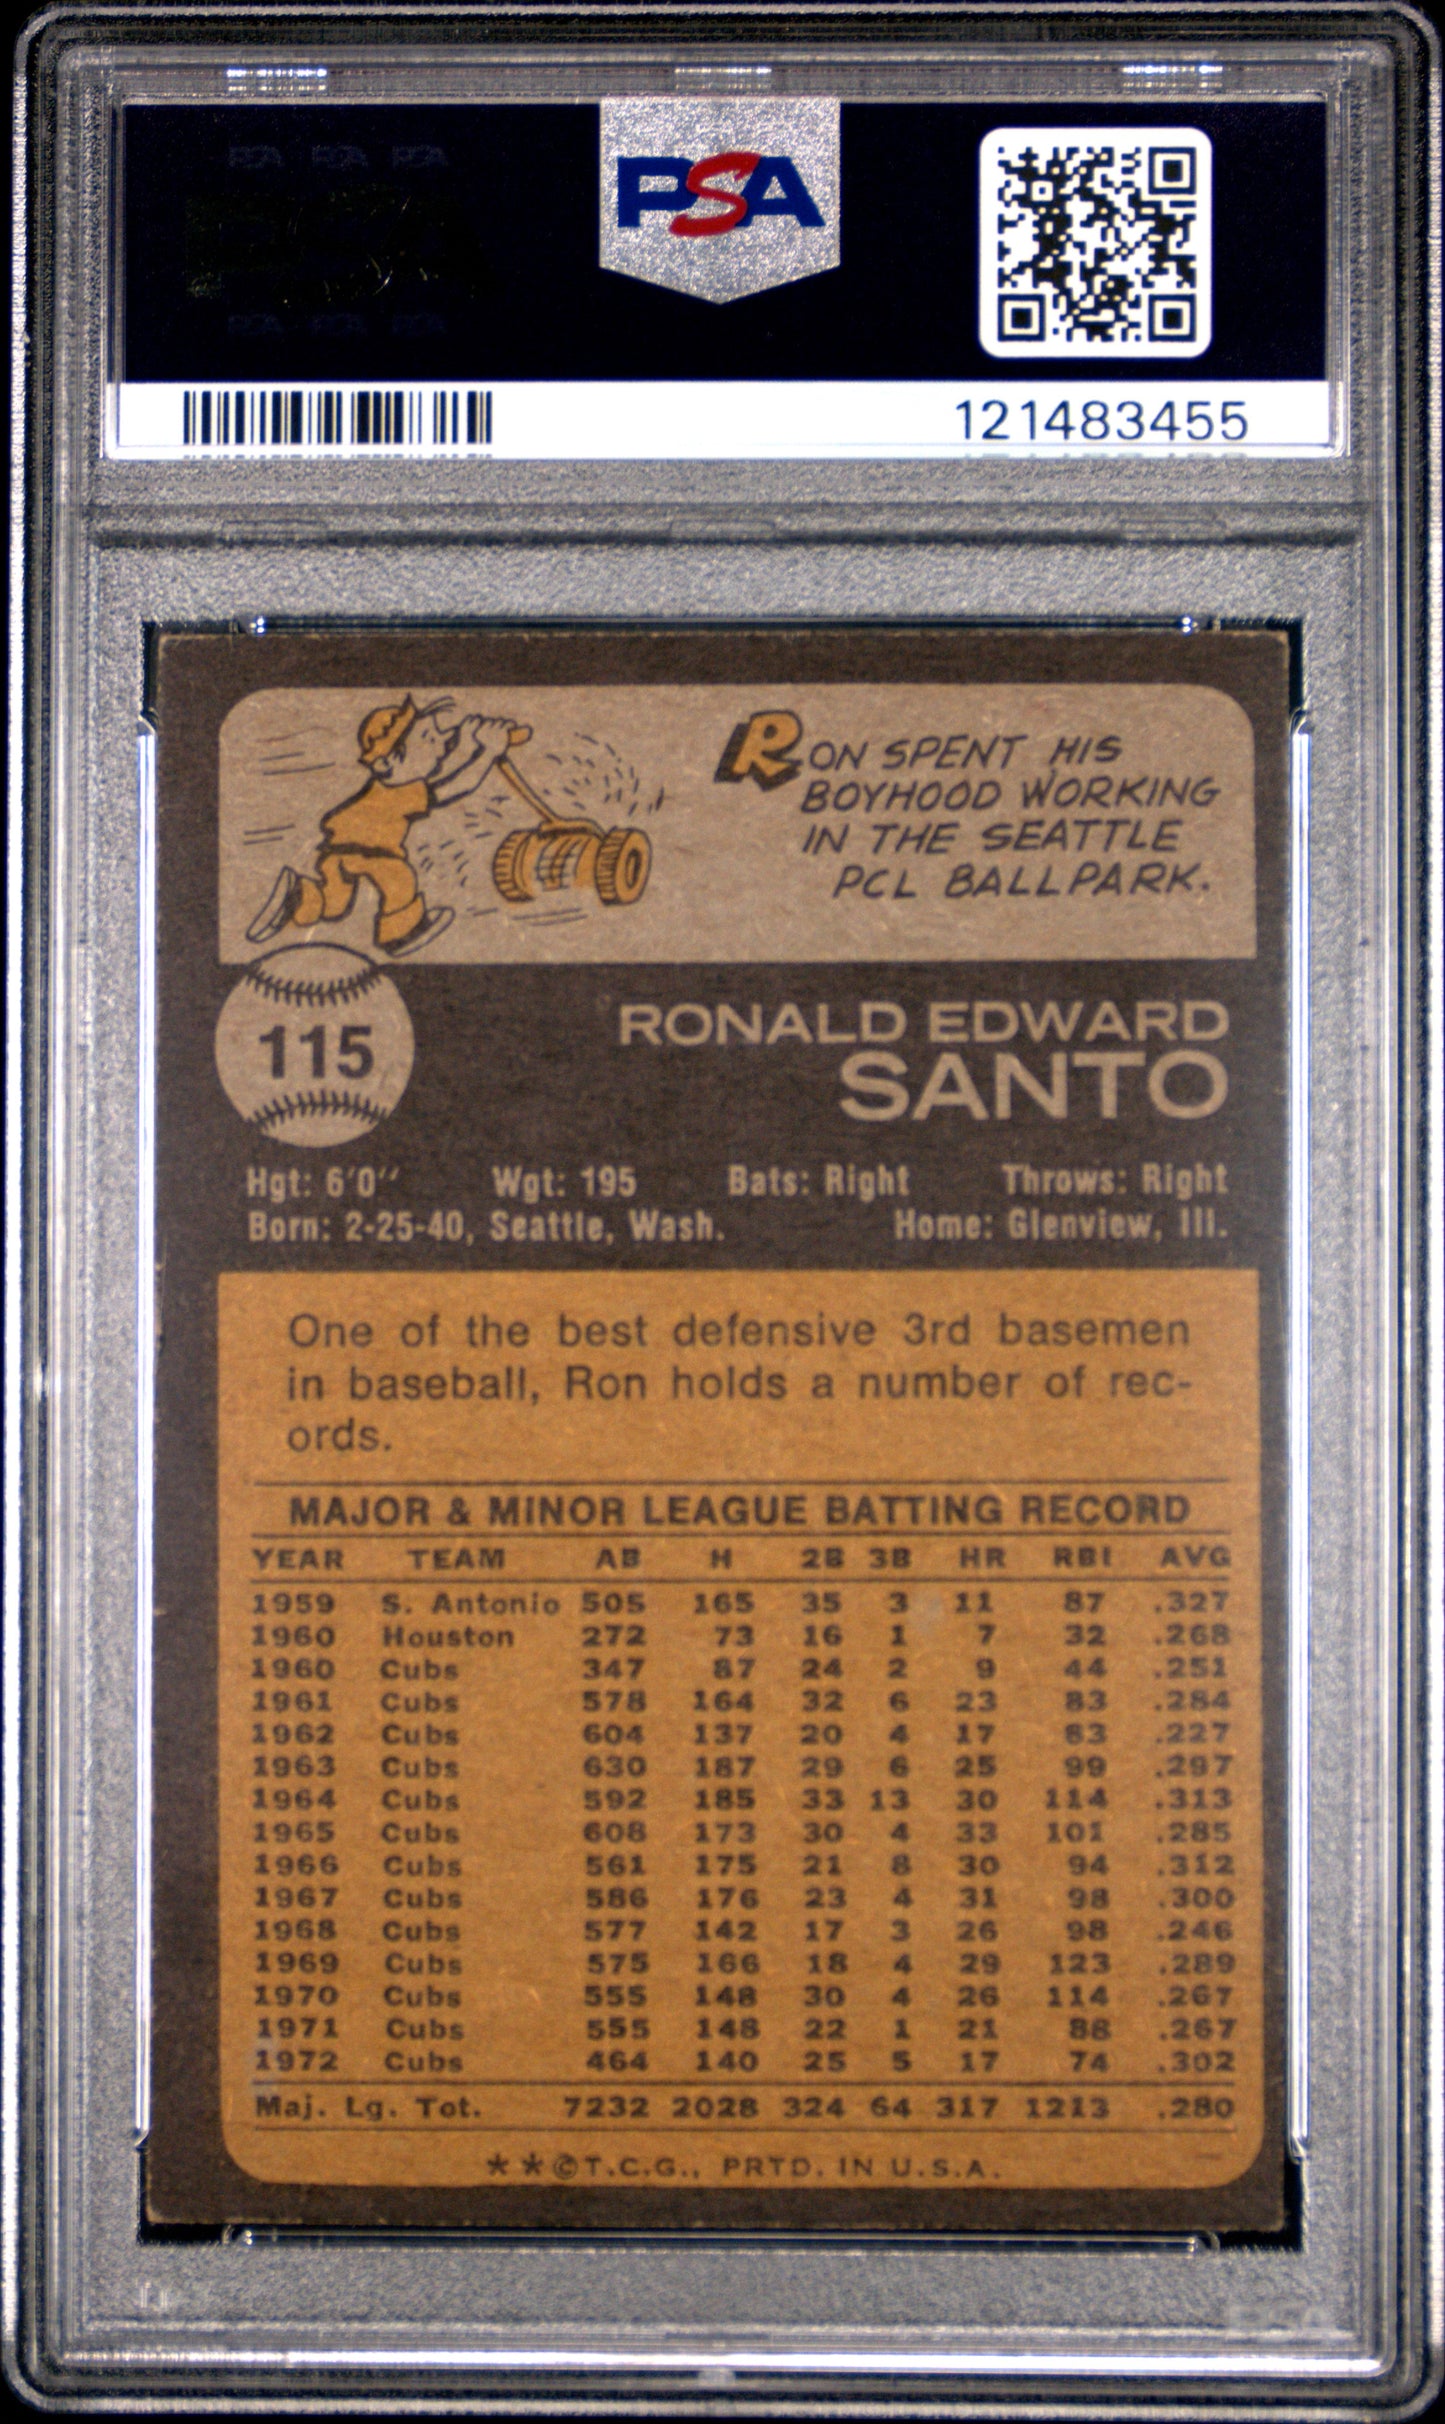 PSA
121483455
RON SPENT HIS
BOYHOOD WORKING
IN THE SEATTLE
PCL BALLPARK.
115
RONALD EDWARD
SANTO
Hgt: 6'0" Wgt: 195 Bats: Right Throws: Right
Born: 2-25-40, Seattle, Wash. Home: Glenview, Ill.
One of the best defensive 3rd basemen
in baseball, Ron holds a number of rec-
ords.
MAJOR & MINOR LEAGUE BATTING RECORD
YEAR TEAM AB H 2B 3B HR RBI AVG
1959 S. Antonio 505 165 35 3 11 87 .327
1960 Houston 272 73 16 1 7 32 .268
1960 Cubs 347 87 24 2 9 44 .251
1961 Cubs 578 164 32 6 23 83 .284
1962 Cubs 604 137 20 4 17 83 .227
1963 Cubs 630 187 29 6 25 99 .297
1964 Cubs 592 185 33 13 30 114 .313
1965 Cubs 608 173 30 4 33 101 .285
1966 Cubs 561 175 21 8 30 94 .312
1967 Cubs 586 176 23 4 31 98 .300
1968 Cubs 577 142 17 3 26 98 .246
1969 Cubs 575 166 18 4 29 123 .289
1970 Cubs 555 148 30 4 26 114 .267
1971 Cubs 555 148 22 1 21 88 .267
1972 Cubs 464 140 25 5 17 74 .302
Maj. Lg. Tot. 7232 2028 324 64 317 1213 .280
**©T.C.G., PRTD. IN U.S.A.
PSA